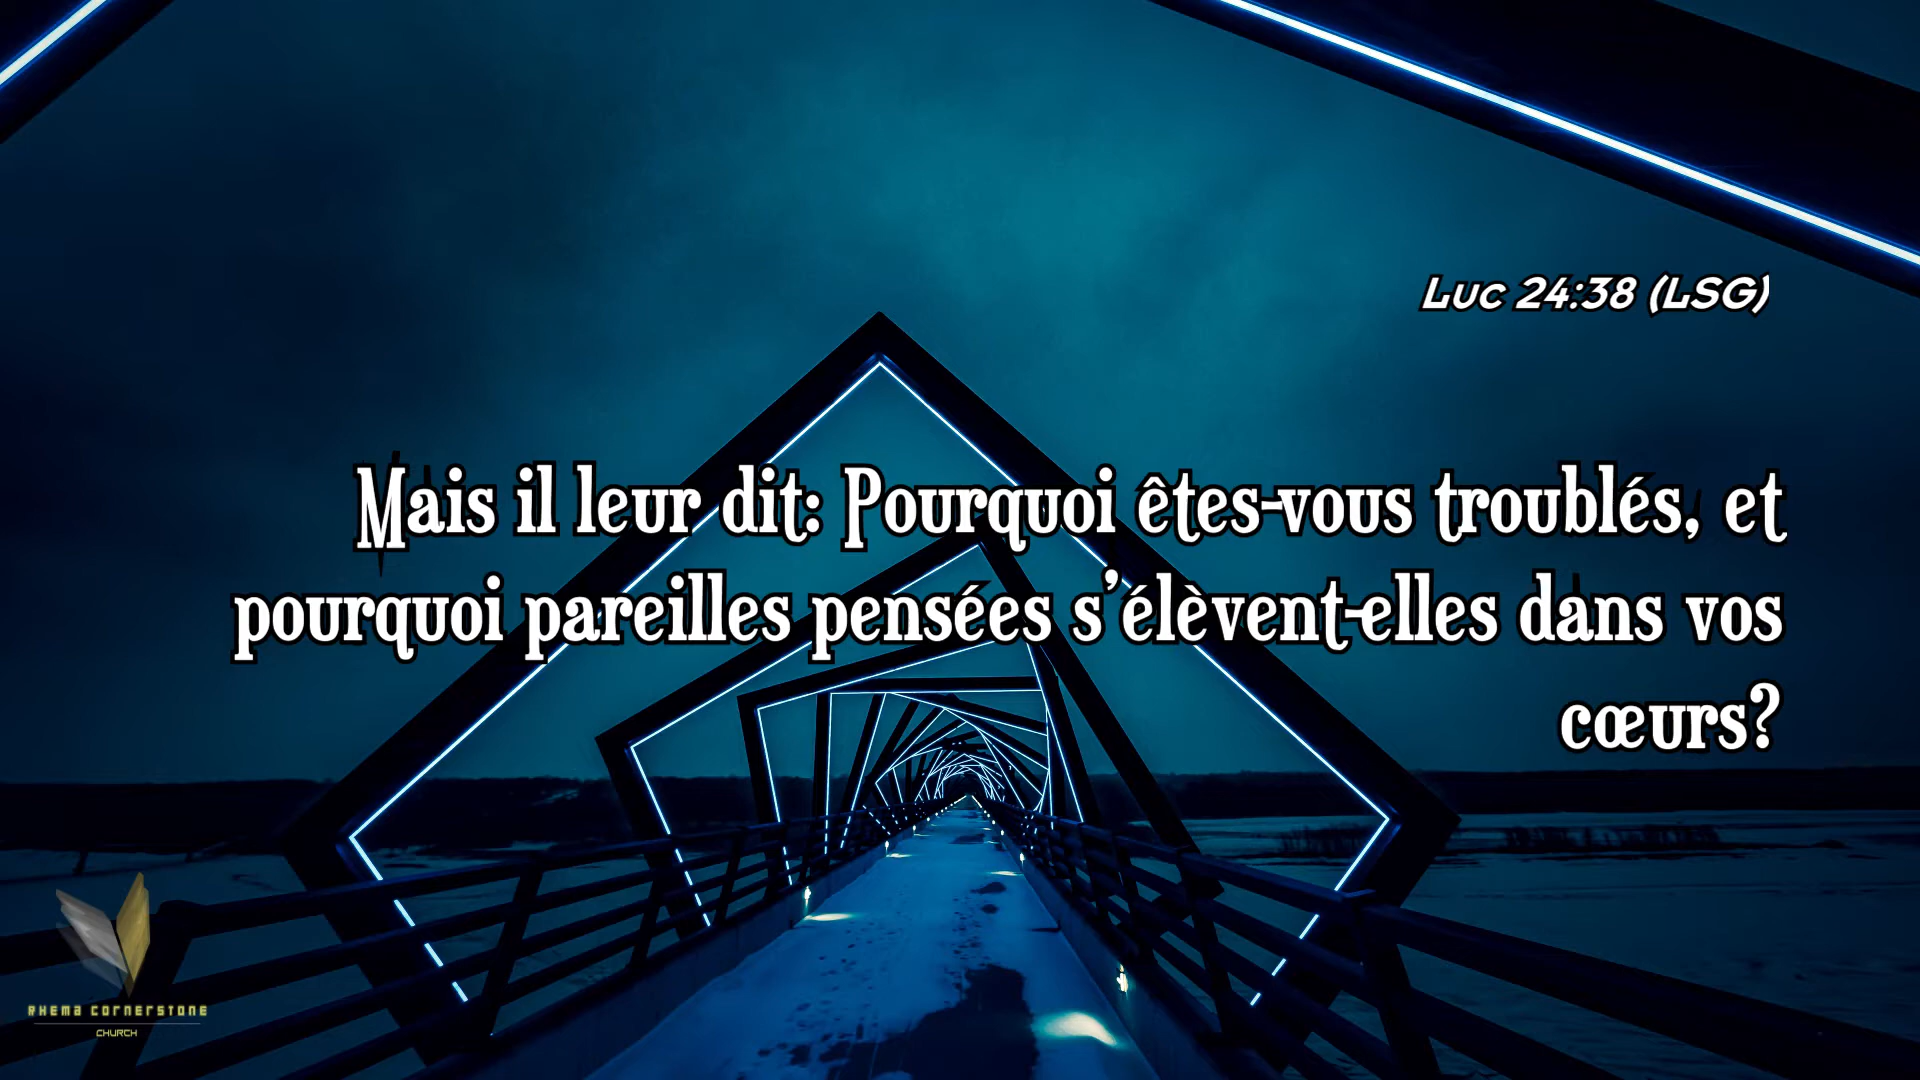 Luc 24:38 (LSG)
Mais il leur dit: Pourquoi êtes-vous troublés, et
pourquoi pareilles pensées s'élèvent-elles dans vos
cœurs?
RHEMA CORNERSTONE
CHURCH